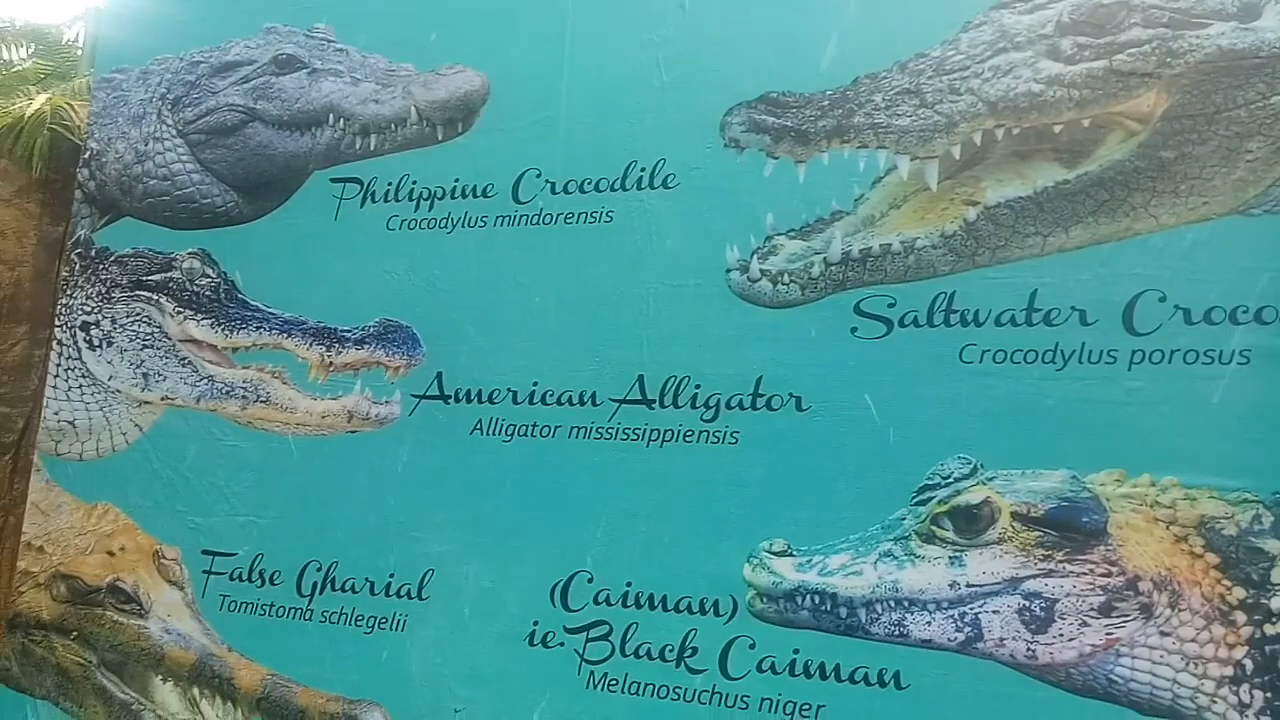 Philippine Crocodile
Crocodylus mindorensis
Saltwater
Crocodylus porosus
American Alligator
Alligator mississippiensis
False Gharial
Tomistoma schlegelii
(Caiman)
ie. Black Caiman
Melanosuchus niger